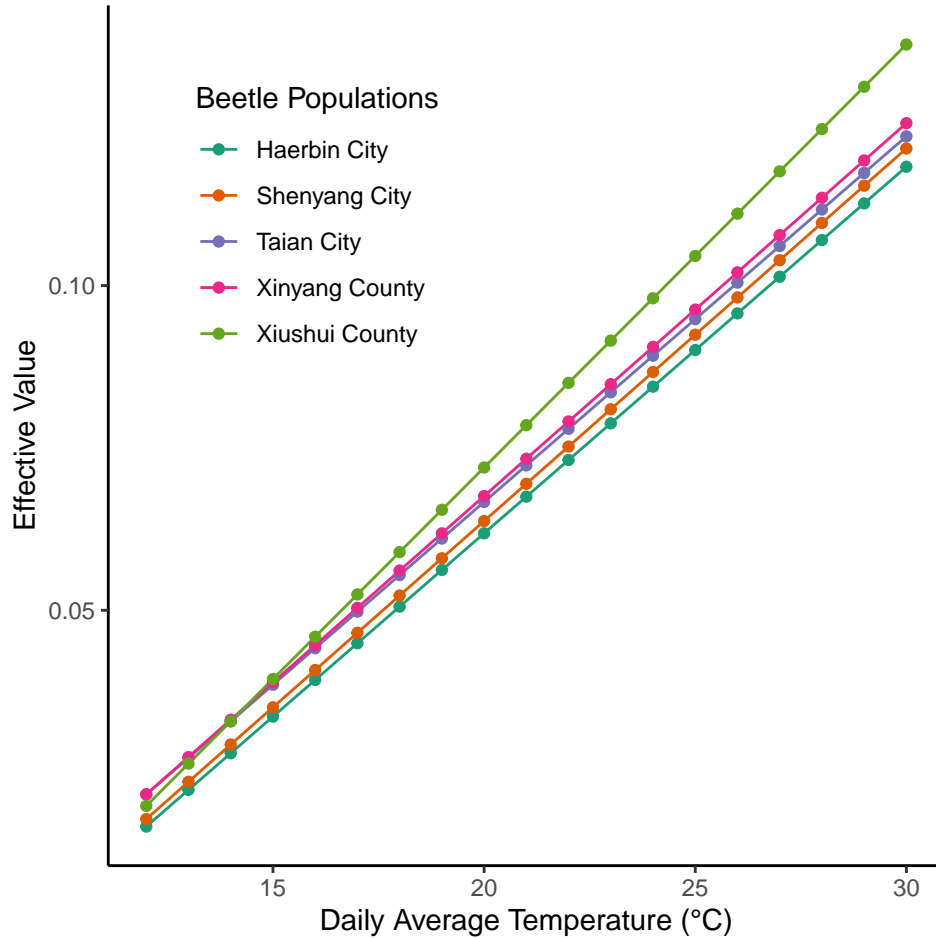 Beetle Populations
Haerbin City
Shenyang City
Taian City
Xinyang County
Xiushui County
0.10
0.05
Effective Value
15 20 25 30
Daily Average Temperature (°C)